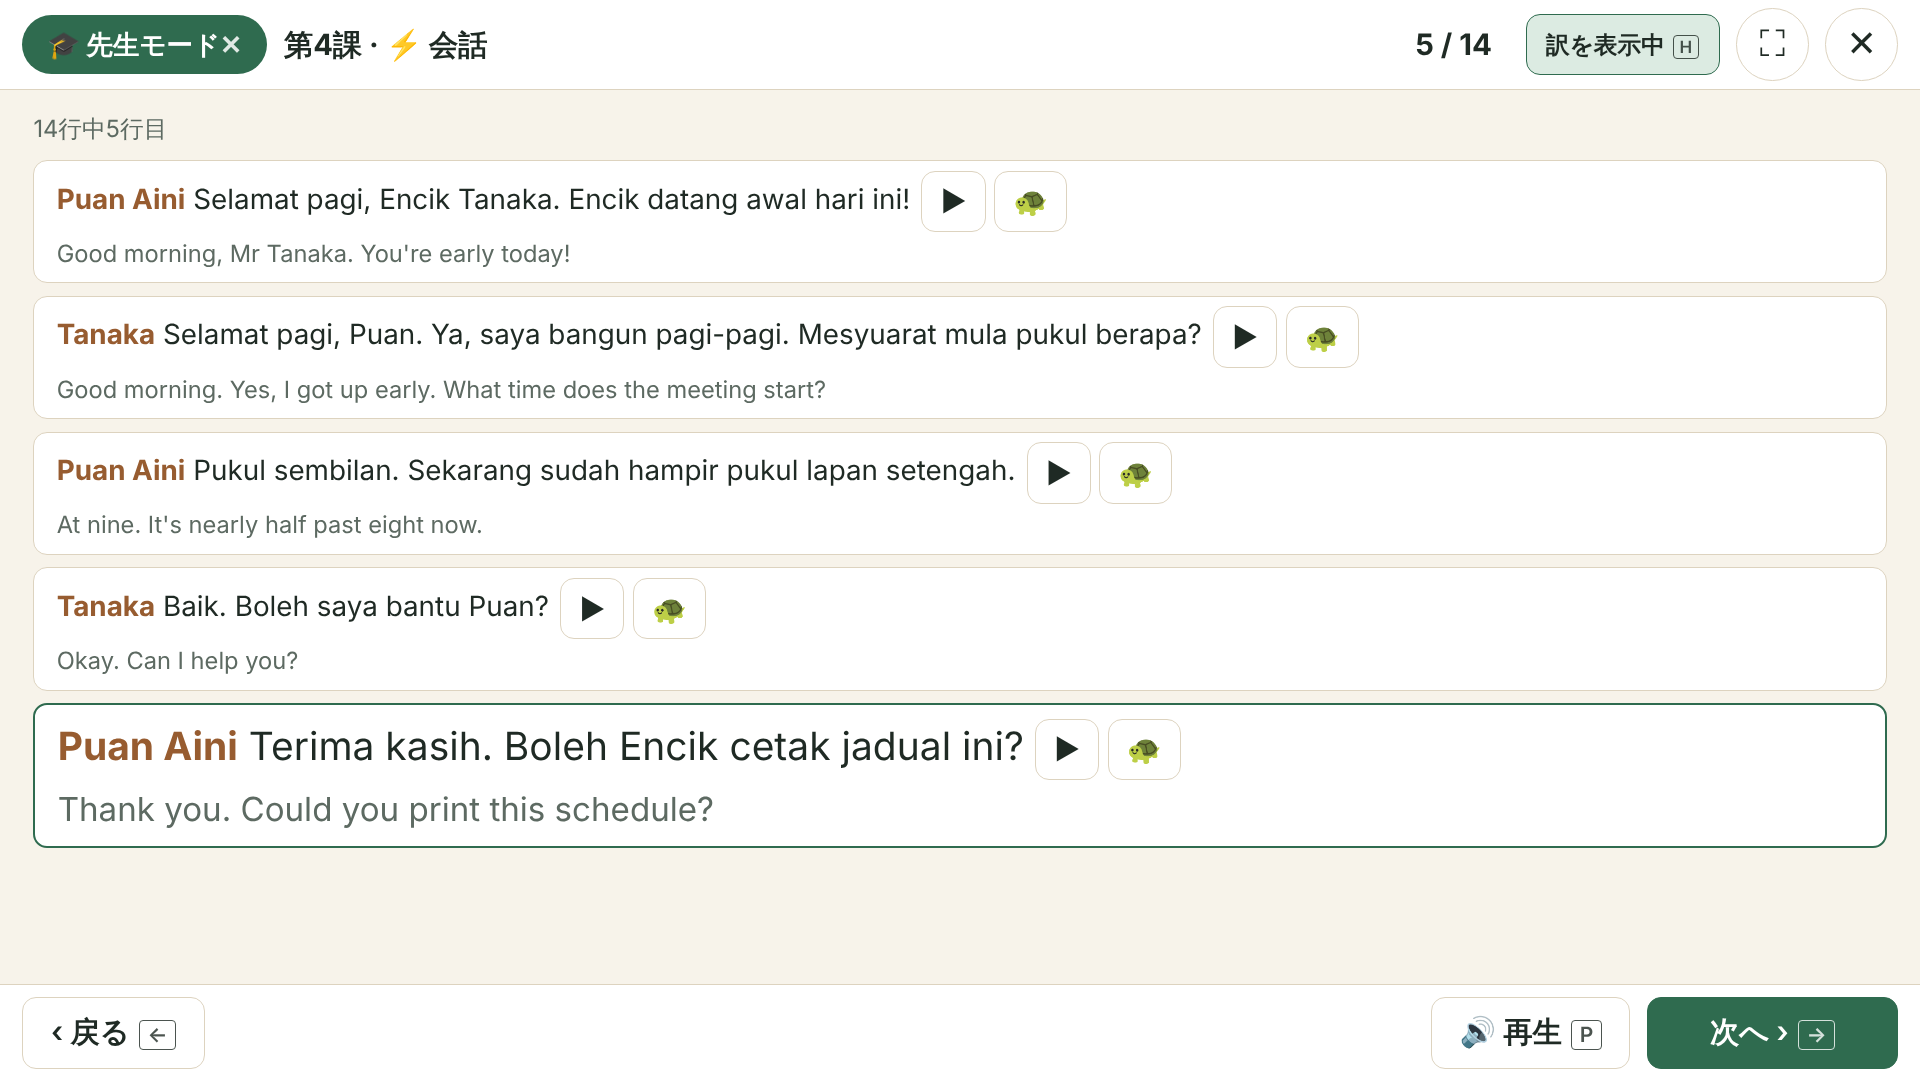 🎓 先生モード✕ 第4課 · ⚡ 会話 5 / 14 訳を表示中 H ✕
14行中5行目
Puan Aini Selamat pagi, Encik Tanaka. Encik datang awal hari ini!
Good morning, Mr Tanaka. You're early today!
Tanaka Selamat pagi, Puan. Ya, saya bangun pagi-pagi. Mesyuarat mula pukul berapa?
Good morning. Yes, I got up early. What time does the meeting start?
Puan Aini Pukul sembilan. Sekarang sudah hampir pukul lapan setengah.
At nine. It's nearly half past eight now.
Tanaka Baik. Boleh saya bantu Puan?
Okay. Can I help you?
Puan Aini Terima kasih. Boleh Encik cetak jadual ini?
Thank you. Could you print this schedule?
‹ 戻る ← 🔊 再生 P 次へ › →